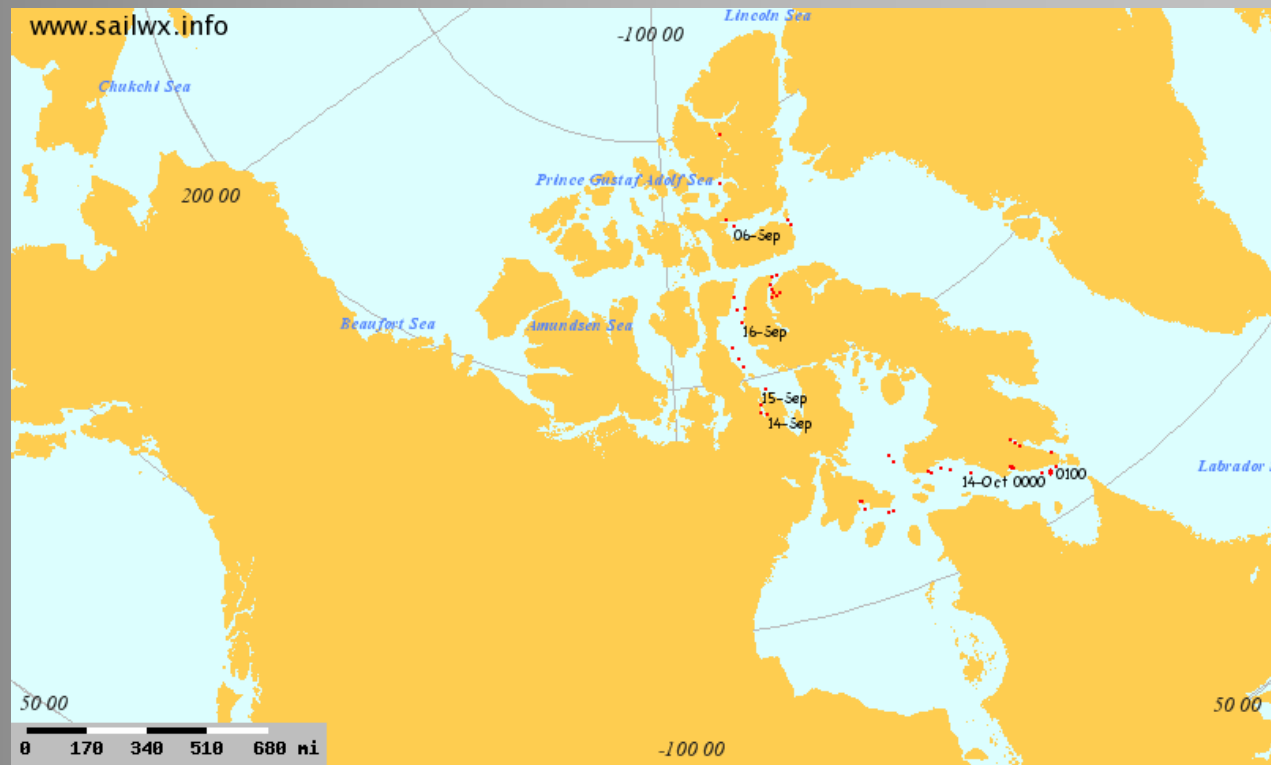 www.sailwx.info
Lincoln Sea
-100 00
Chukchi Sea
Prince Gustaf Adolf Sea
200 00
06-Sep
Beaufort Sea
Amundsen Sea
16-Sep
15-Sep
14-Sep
Labrador
14-Oct 0000
0100
50 00
50 00
0 170 340 510 680 mi
-100 00